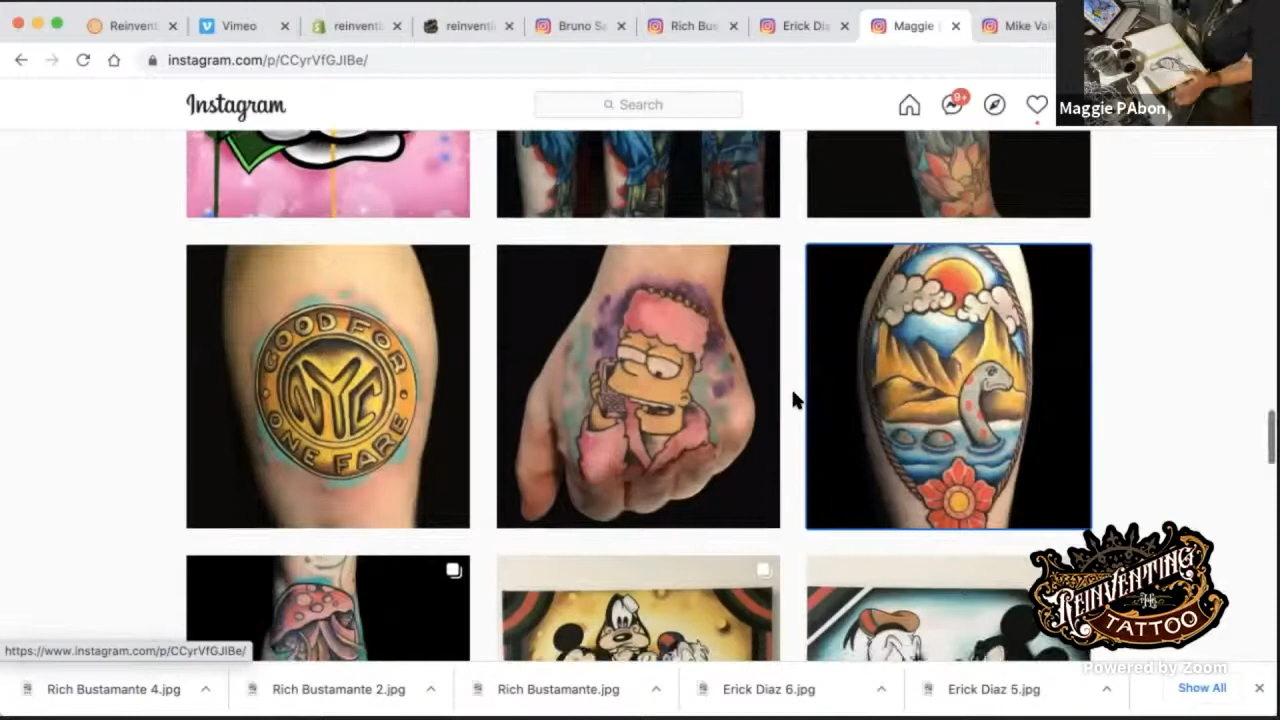 Reinvent
Vimeo
reinventi
reinventi
Bruno Sa
Rich Bus
Erick Dia
Maggie
Mike Val
instagram.com/p/CCyrVfGJIBe/
Instagram
Search
9+
Maggie PAbon
GOOD FOR
NYC
ONE FARE
REINVENTING
THE
TATTOO
Powered by Zoom
https://www.instagram.com/p/CCyrVfGJIBe/
Rich Bustamante 4.jpg
Rich Bustamante 2.jpg
Rich Bustamante.jpg
Erick Diaz 6.jpg
Erick Diaz 5.jpg
Show All